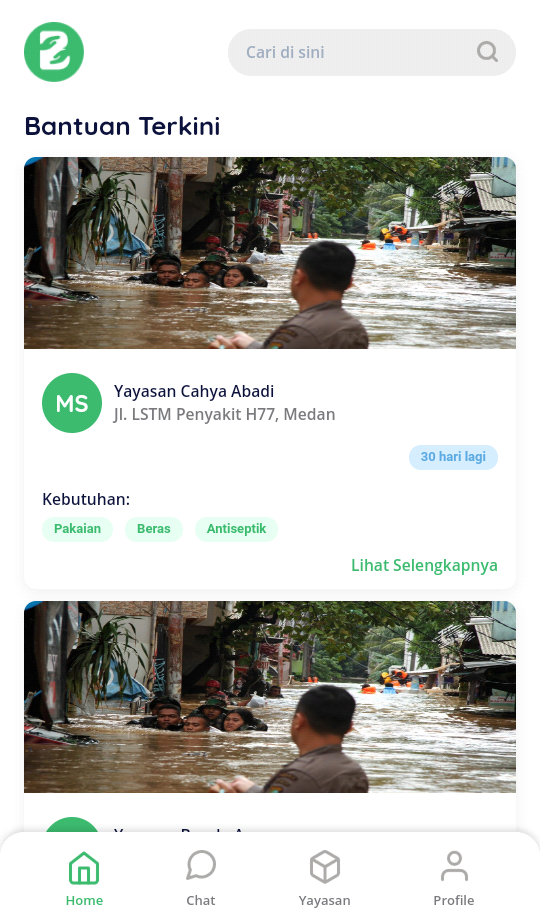 Cari di sini
Bantuan Terkini
MS
Yayasan Cahya Abadi
Jl. LSTM Penyakit H77, Medan
30 hari lagi
Kebutuhan:
Pakaian Beras Antiseptik
Lihat Selengkapnya
Home Chat Yayasan Profile